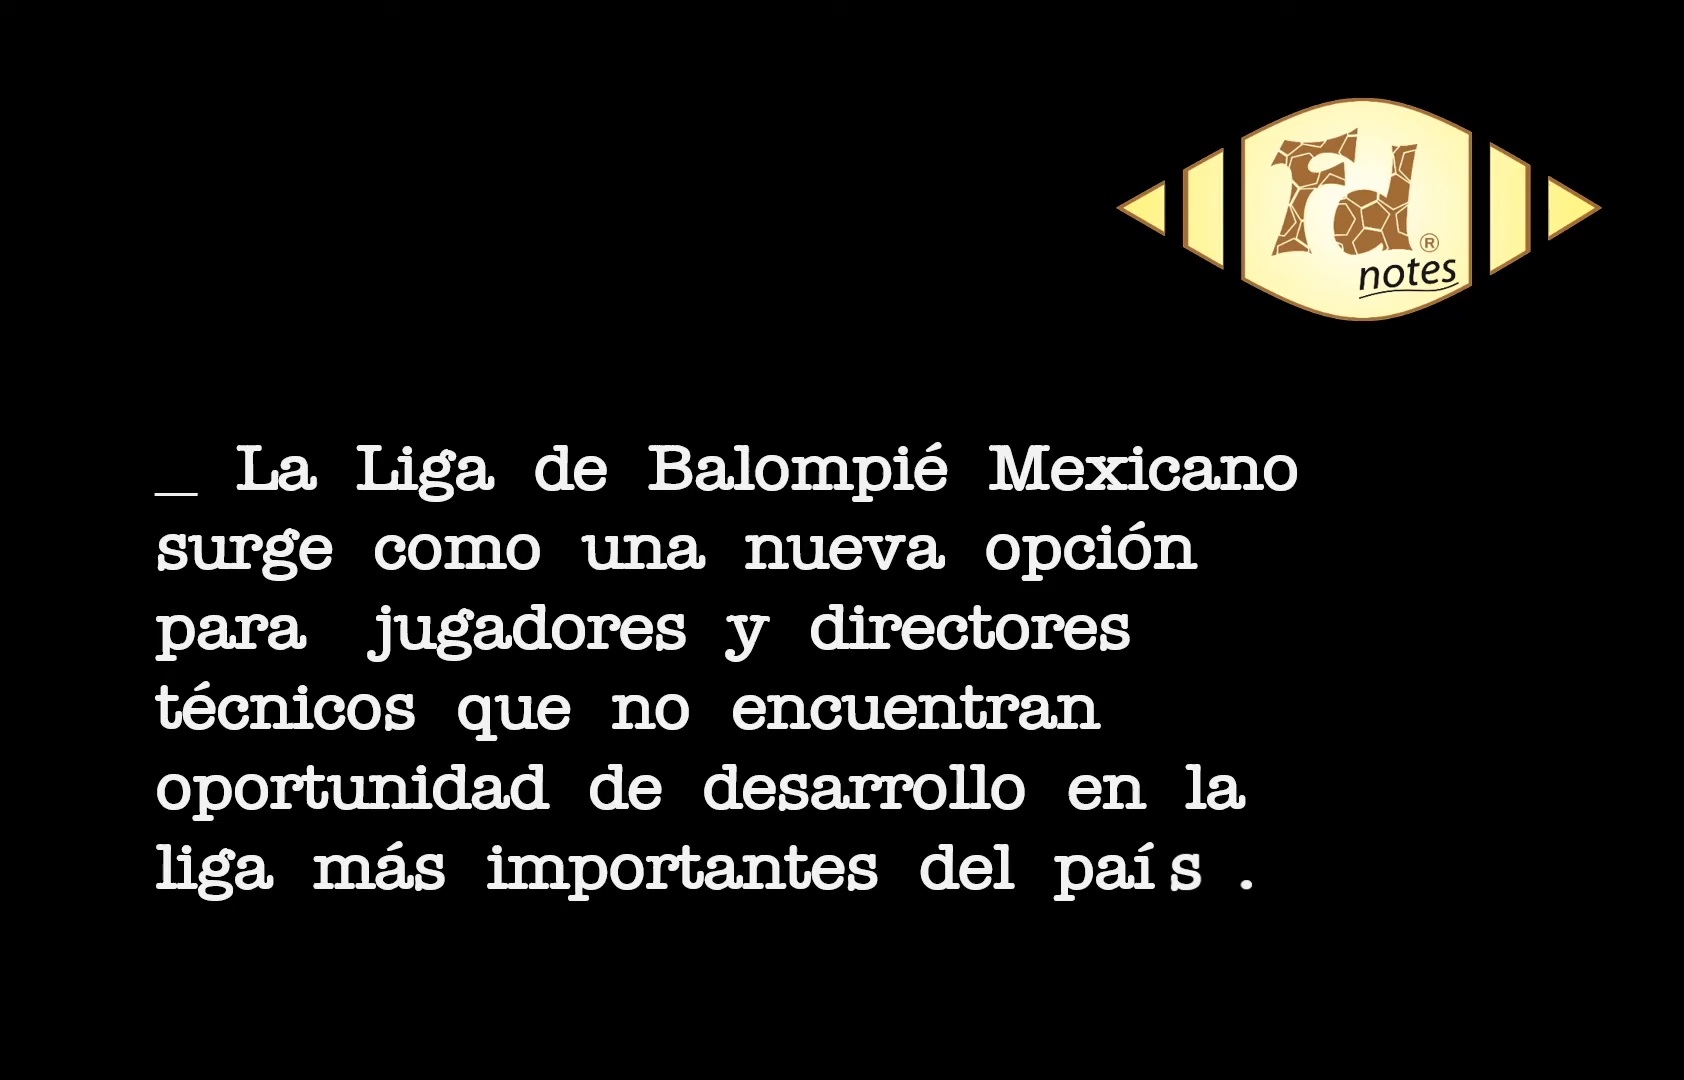 Fd®
notes
_ La Liga de Balompié Mexicano
surge como una nueva opción
para jugadores y directores
técnicos que no encuentran
oportunidad de desarrollo en la
liga más importantes del país .